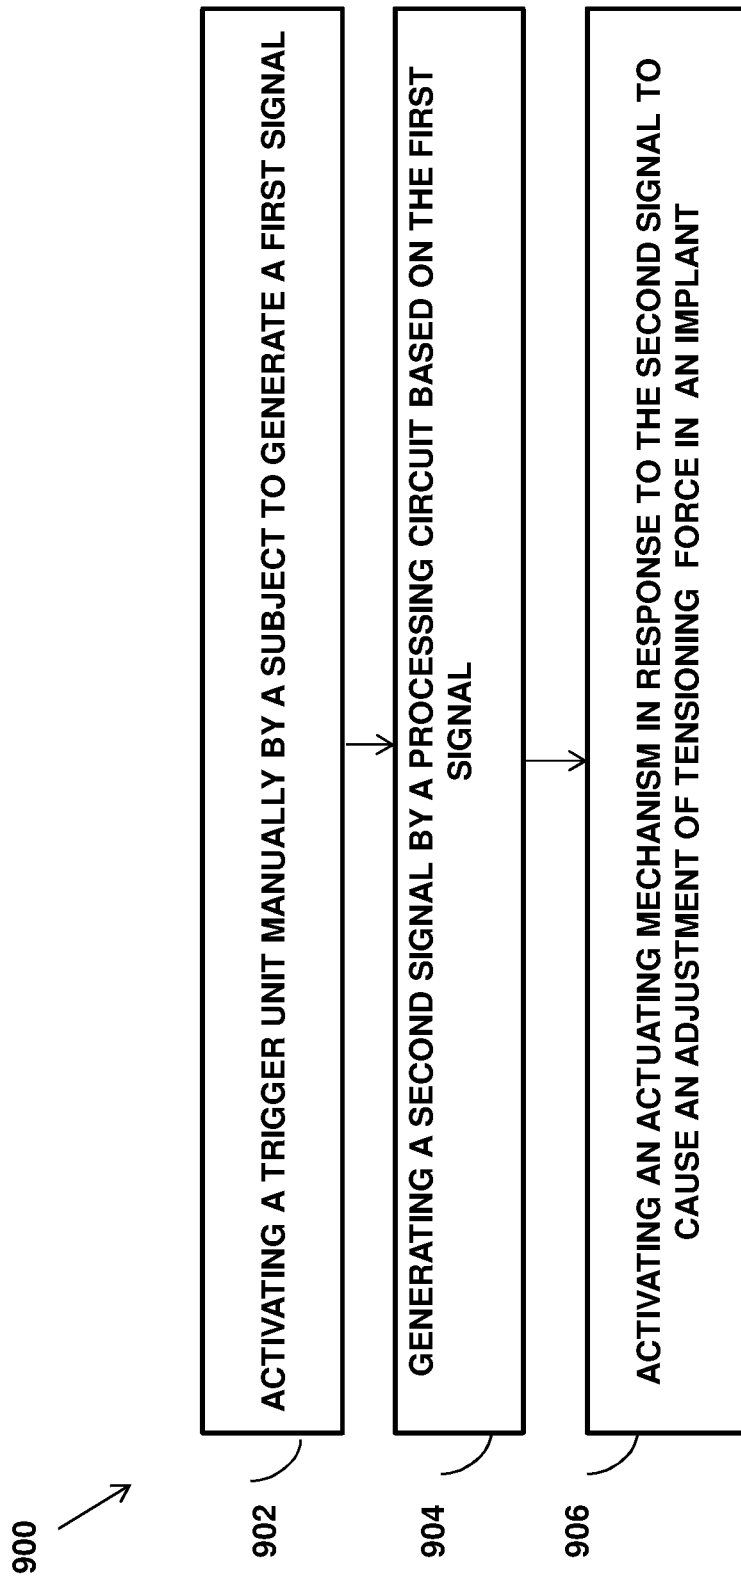 900
902
ACTIVATING A TRIGGER UNIT MANUALLY BY A SUBJECT TO GENERATE A FIRST SIGNAL
904
GENERATING A SECOND SIGNAL BY A PROCESSING CIRCUIT BASED ON THE FIRST
SIGNAL
906
ACTIVATING AN ACTUATING MECHANISM IN RESPONSE TO THE SECOND SIGNAL TO
CAUSE AN ADJUSTMENT OF TENSIONING FORCE IN AN IMPLANT